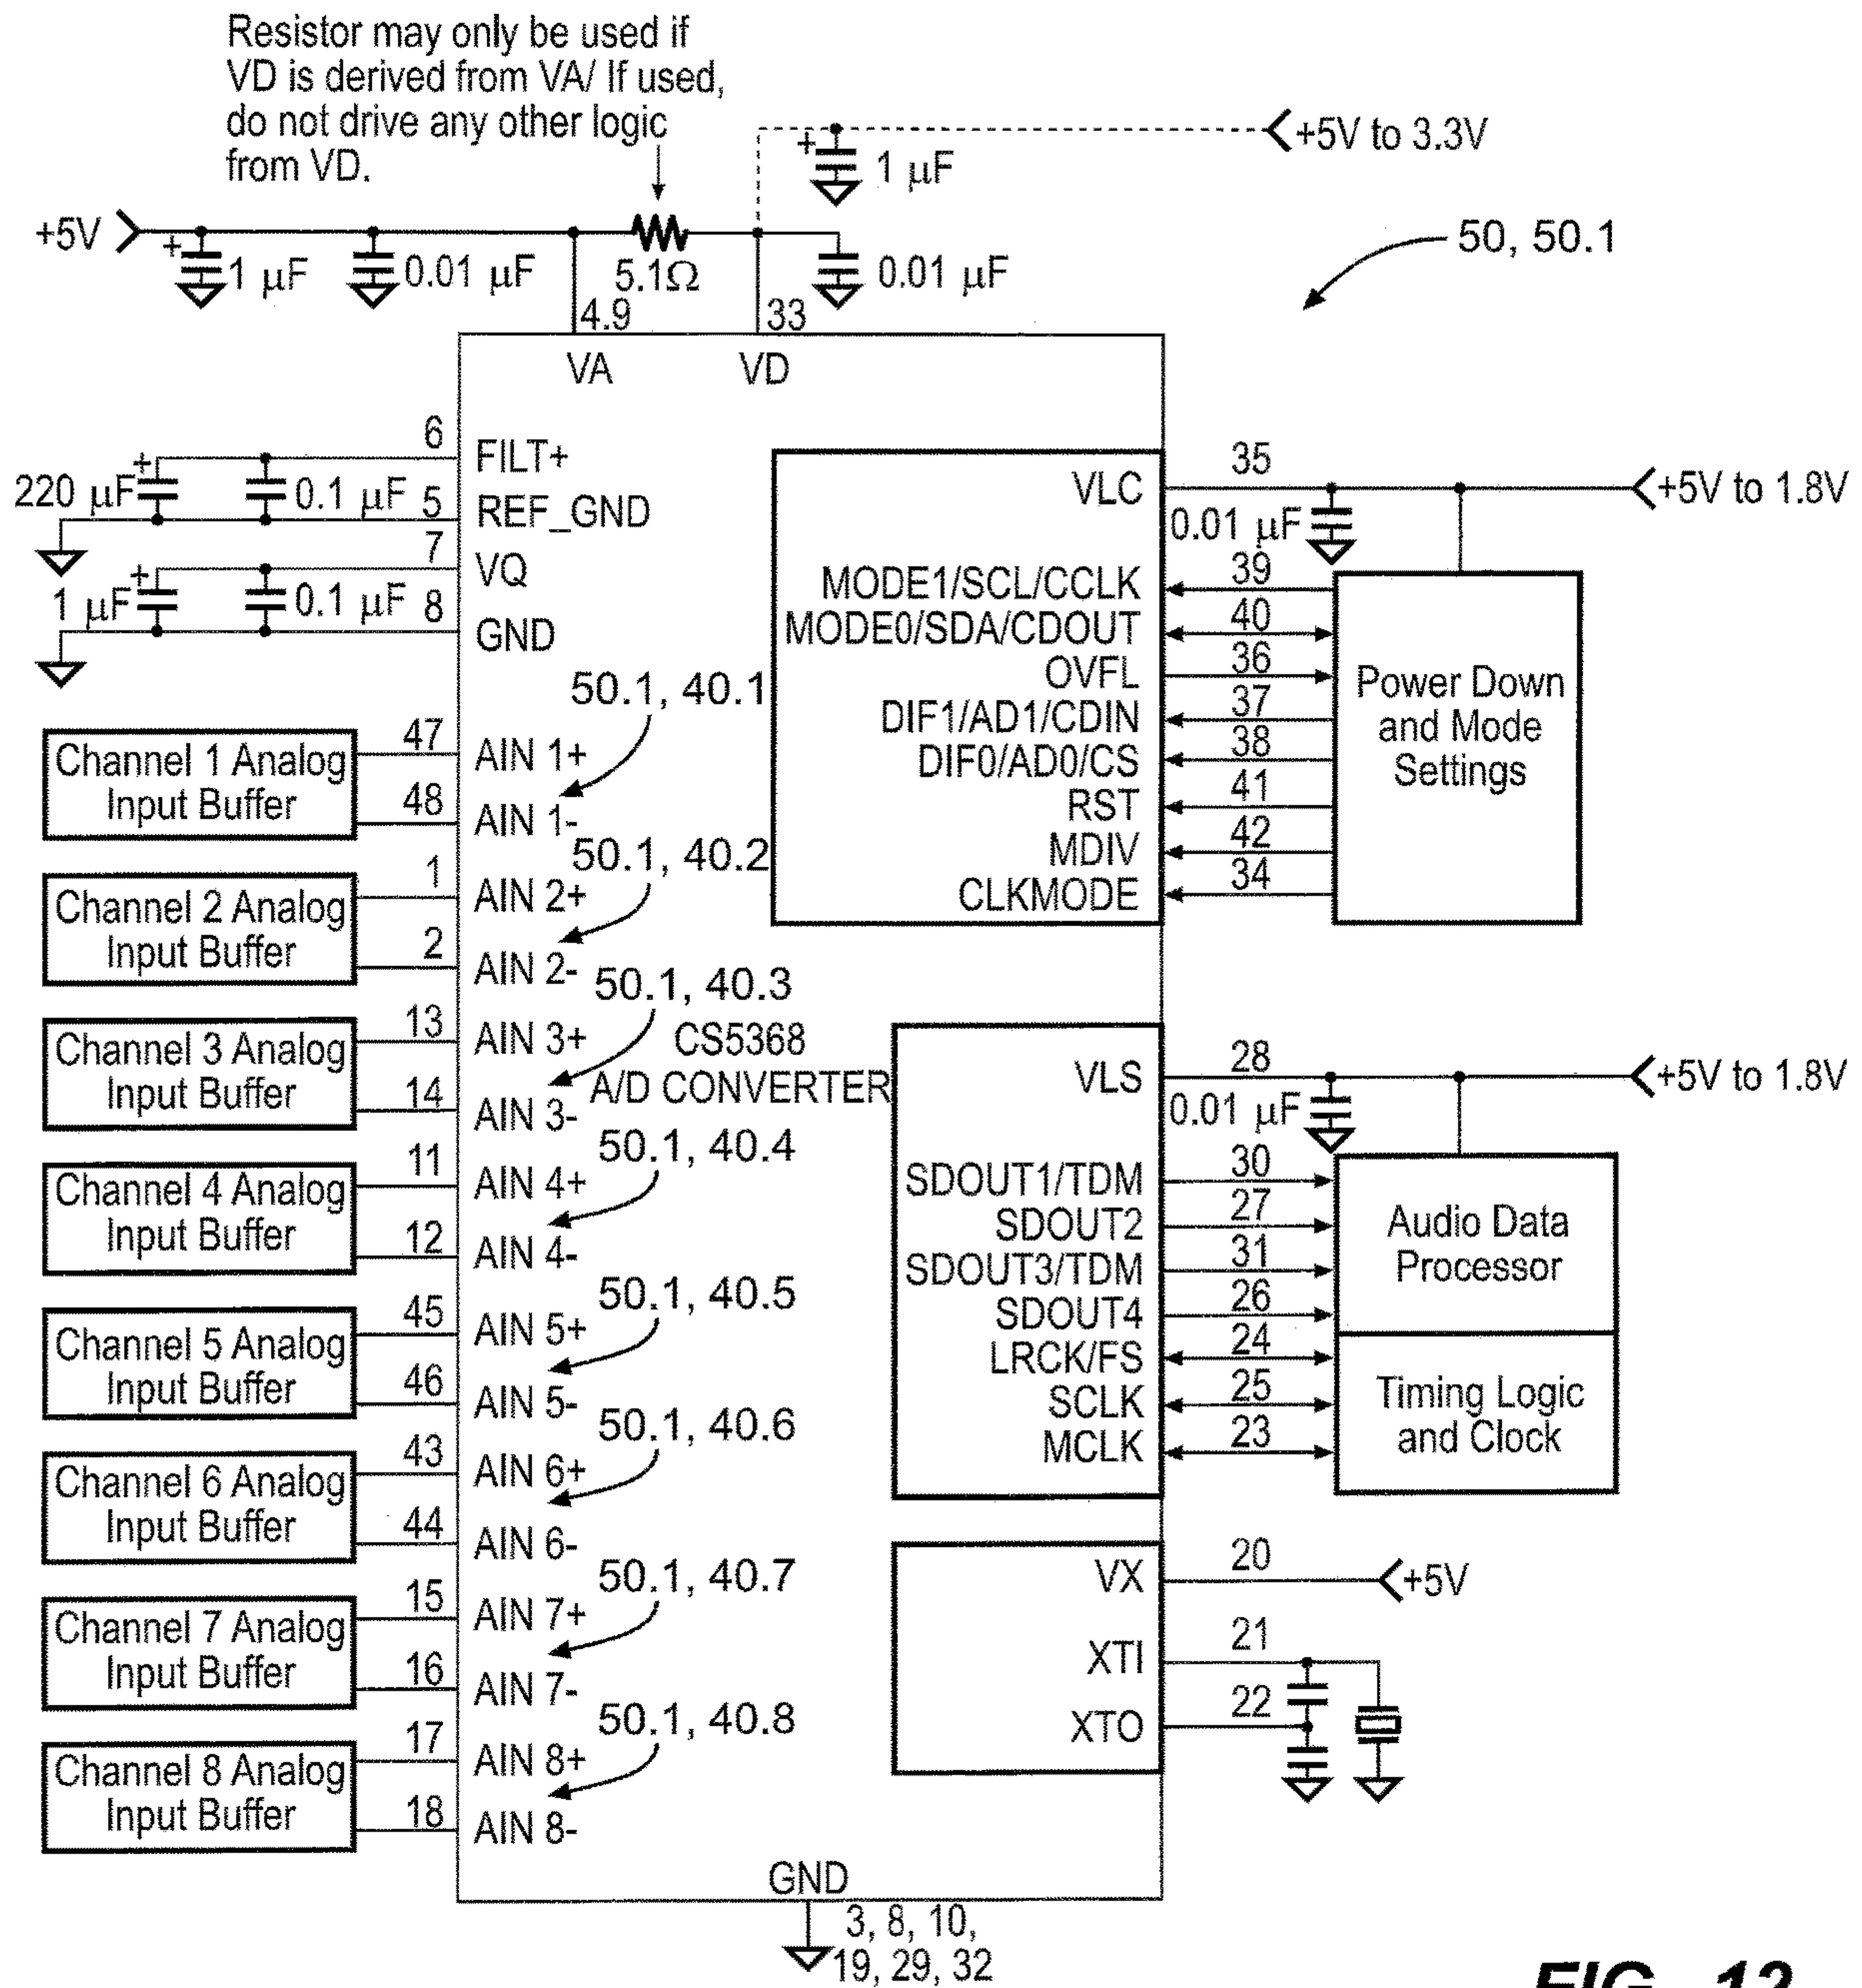 Resistor may only be used if
VD is derived from VA/ If used,
do not drive any other logic
from VD.
+5V to 3.3V
+ 1 μF
+5V
+ 1 μF
0.01 μF
5.1Ω
0.01 μF
50, 50.1
4.9
33
VA
VD
6
FILT+
220 μF +
0.1 μF
5
REF_GND
7
VQ
1 μF +
0.1 μF
8
GND
35
VLC
0.01 μF
+5V to 1.8V
MODE1/SCL/CCLK
39
MODE0/SDA/CDOUT
40
OVFL
36
DIF1/AD1/CDIN
37
DIF0/AD0/CS
38
RST
41
MDIV
42
CLKMODE
34
Power Down
and Mode
Settings
50.1, 40.1
Channel 1 Analog
Input Buffer
47
AIN 1+
48
AIN 1-
50.1, 40.2
Channel 2 Analog
Input Buffer
1
AIN 2+
2
AIN 2-
50.1, 40.3
Channel 3 Analog
Input Buffer
13
AIN 3+
14
AIN 3-
CS5368
A/D CONVERTER
50.1, 40.4
Channel 4 Analog
Input Buffer
11
AIN 4+
12
AIN 4-
50.1, 40.5
Channel 5 Analog
Input Buffer
45
AIN 5+
46
AIN 5-
50.1, 40.6
Channel 6 Analog
Input Buffer
43
AIN 6+
44
AIN 6-
50.1, 40.7
Channel 7 Analog
Input Buffer
15
AIN 7+
16
AIN 7-
50.1, 40.8
Channel 8 Analog
Input Buffer
17
AIN 8+
18
AIN 8-
VLS
28
0.01 μF
+5V to 1.8V
SDOUT1/TDM
30
SDOUT2
27
SDOUT3/TDM
31
SDOUT4
26
LRCK/FS
24
SCLK
25
MCLK
23
Audio Data
Processor
Timing Logic
and Clock
VX
20
+5V
XTI
21
XTO
22
GND
3, 8, 10,
19, 29, 32
FIG. 12